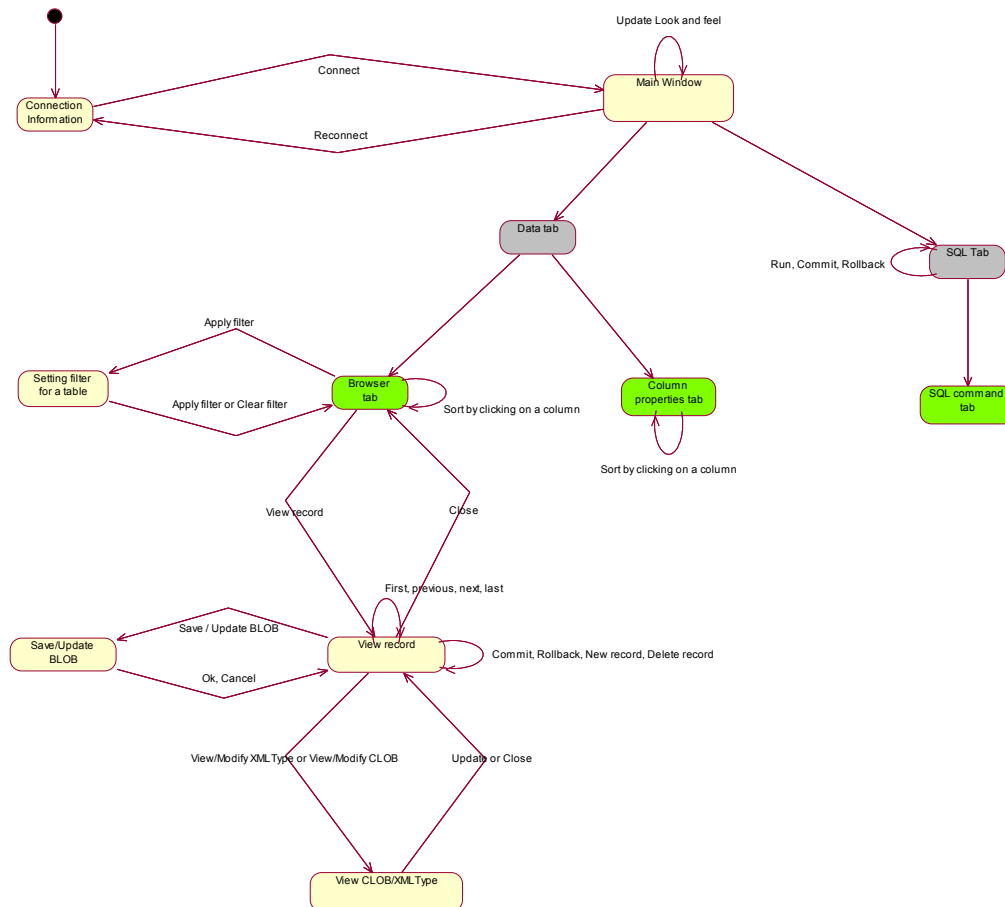 Update Look and feel
Connect
Main Window
Connection
Information
Reconnect
Data tab
SQL Tab
Run, Commit, Rollback
Apply filter
Setting filter
for a table
Browser
tab
Column
properties tab
SQL command
tab
Apply filter or Clear filter
Sort by clicking on a column
Sort by clicking on a column
View record
Close
First, previous, next, last
Save / Update BLOB
Save/Update
BLOB
View record
Commit, Rollback, New record, Delete record
Ok, Cancel
View/Modify XMLType or View/Modify CLOB
Update or Close
View CLOB/XMLType